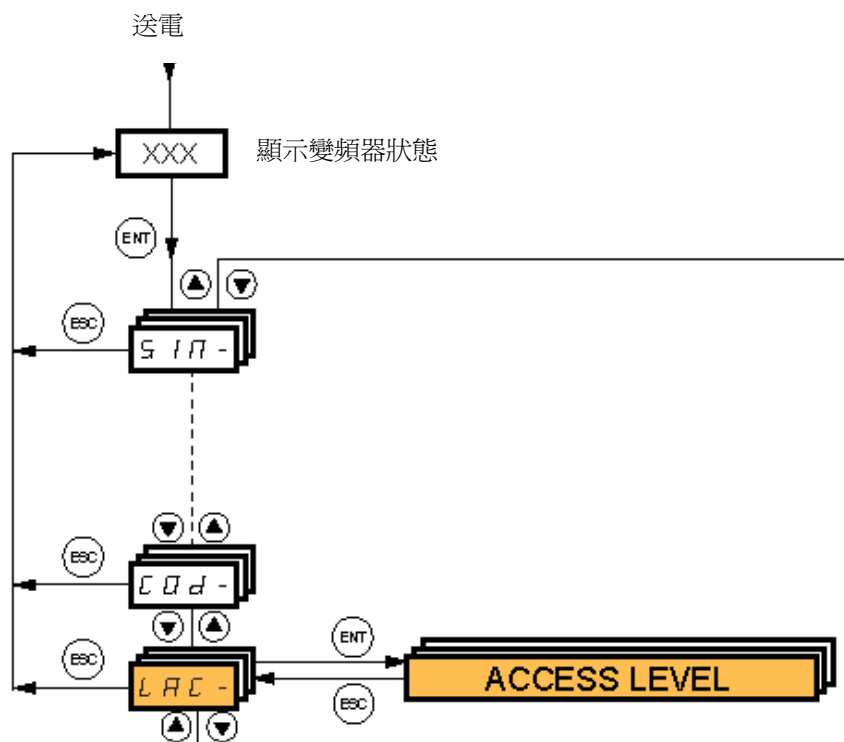 送電
XXX
顯示變頻器狀態
ENT
ESC
SIM-
ESC
COd-
ENT
ESC
LAC-
ACCESS LEVEL
ESC